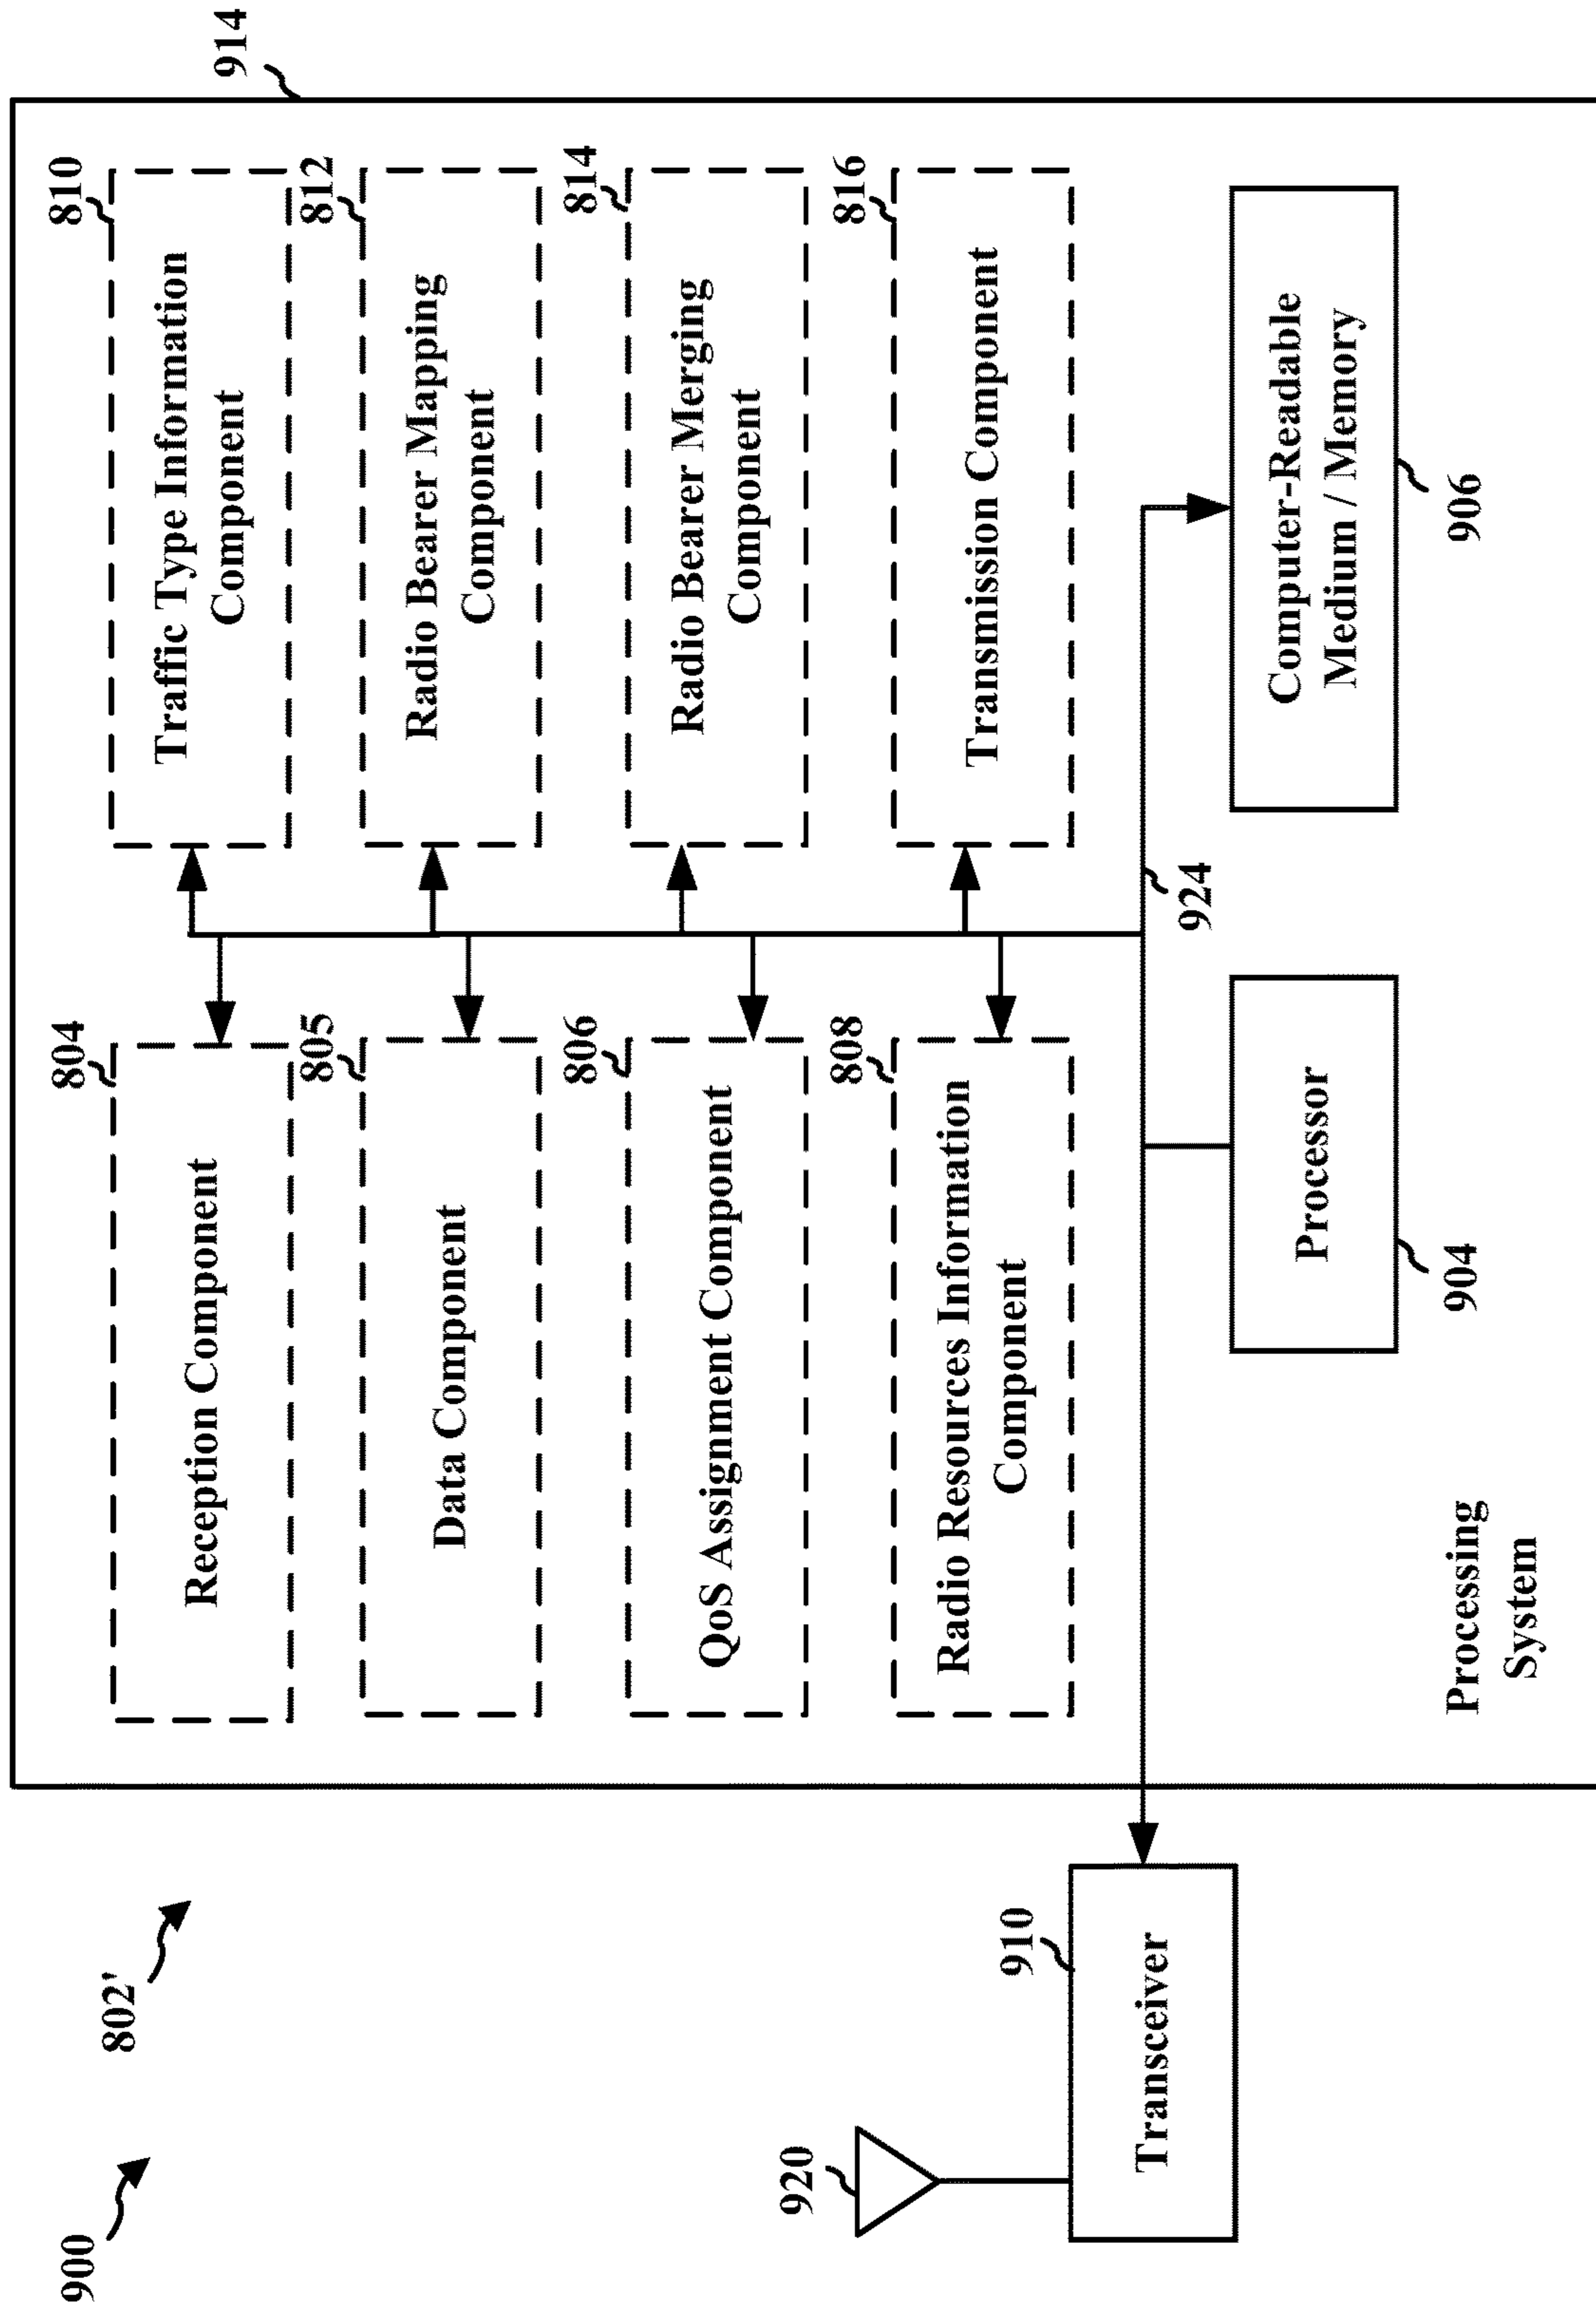 900
802'
914
804
Reception Component
810
Traffic Type Information
Component
805
Data Component
812
Radio Bearer Mapping
Component
806
QoS Assignment Component
814
Radio Bearer Merging
Component
808
Radio Resources Information
Component
816
Transmission Component
920
910
Transceiver
924
Processor
904
Computer-Readable
Medium / Memory
906
Processing
System